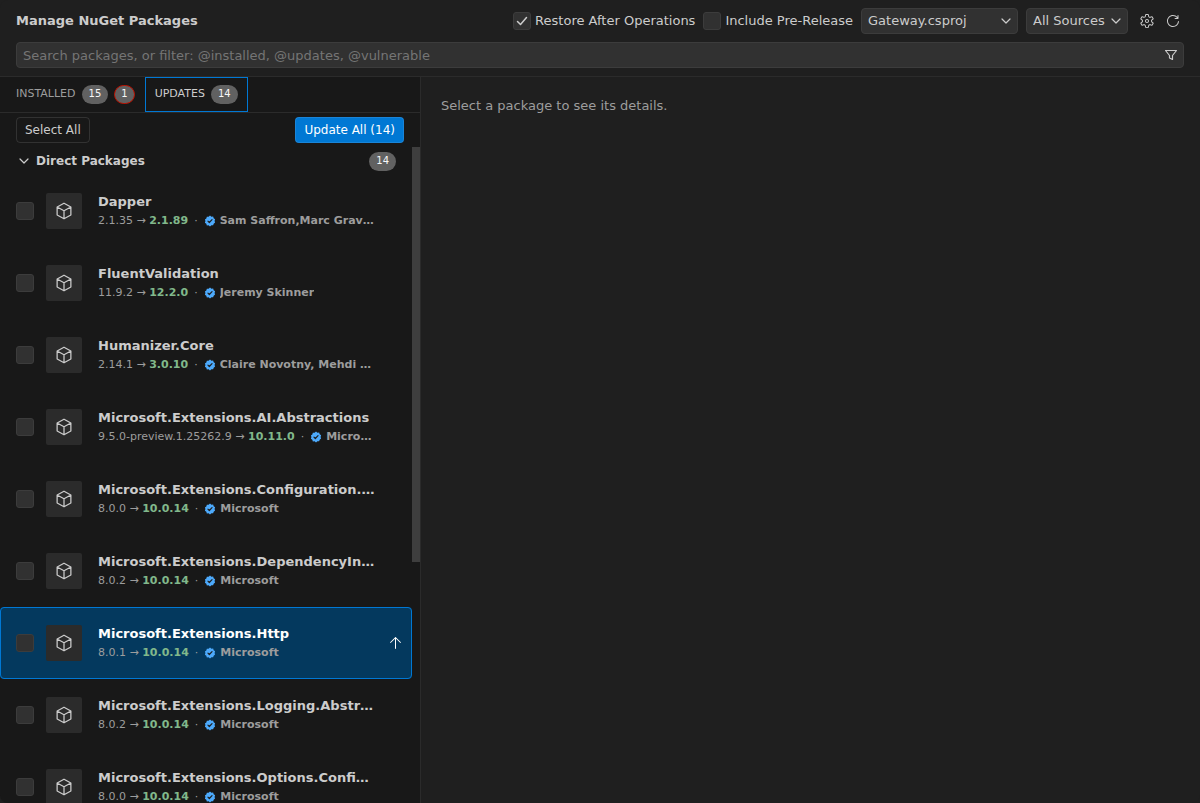 Manage NuGet Packages
Restore After Operations
Include Pre-Release
Gateway.csproj
All Sources
Search packages, or filter: @installed, @updates, @vulnerable
INSTALLED 15 1
UPDATES 14
Select a package to see its details.
Select All
Update All (14)
Direct Packages 14
Dapper
2.1.35 → 2.1.89 · Sam Saffron,Marc Grav...
FluentValidation
11.9.2 → 12.2.0 · Jeremy Skinner
Humanizer.Core
2.14.1 → 3.0.10 · Claire Novotny, Mehdi ...
Microsoft.Extensions.AI.Abstractions
9.5.0-preview.1.25262.9 → 10.11.0 · Micro...
Microsoft.Extensions.Configuration....
8.0.0 → 10.0.14 · Microsoft
Microsoft.Extensions.DependencyIn...
8.0.2 → 10.0.14 · Microsoft
Microsoft.Extensions.Http
8.0.1 → 10.0.14 · Microsoft
Microsoft.Extensions.Logging.Abstr...
8.0.2 → 10.0.14 · Microsoft
Microsoft.Extensions.Options.Confi...
8.0.0 → 10.0.14 · Microsoft